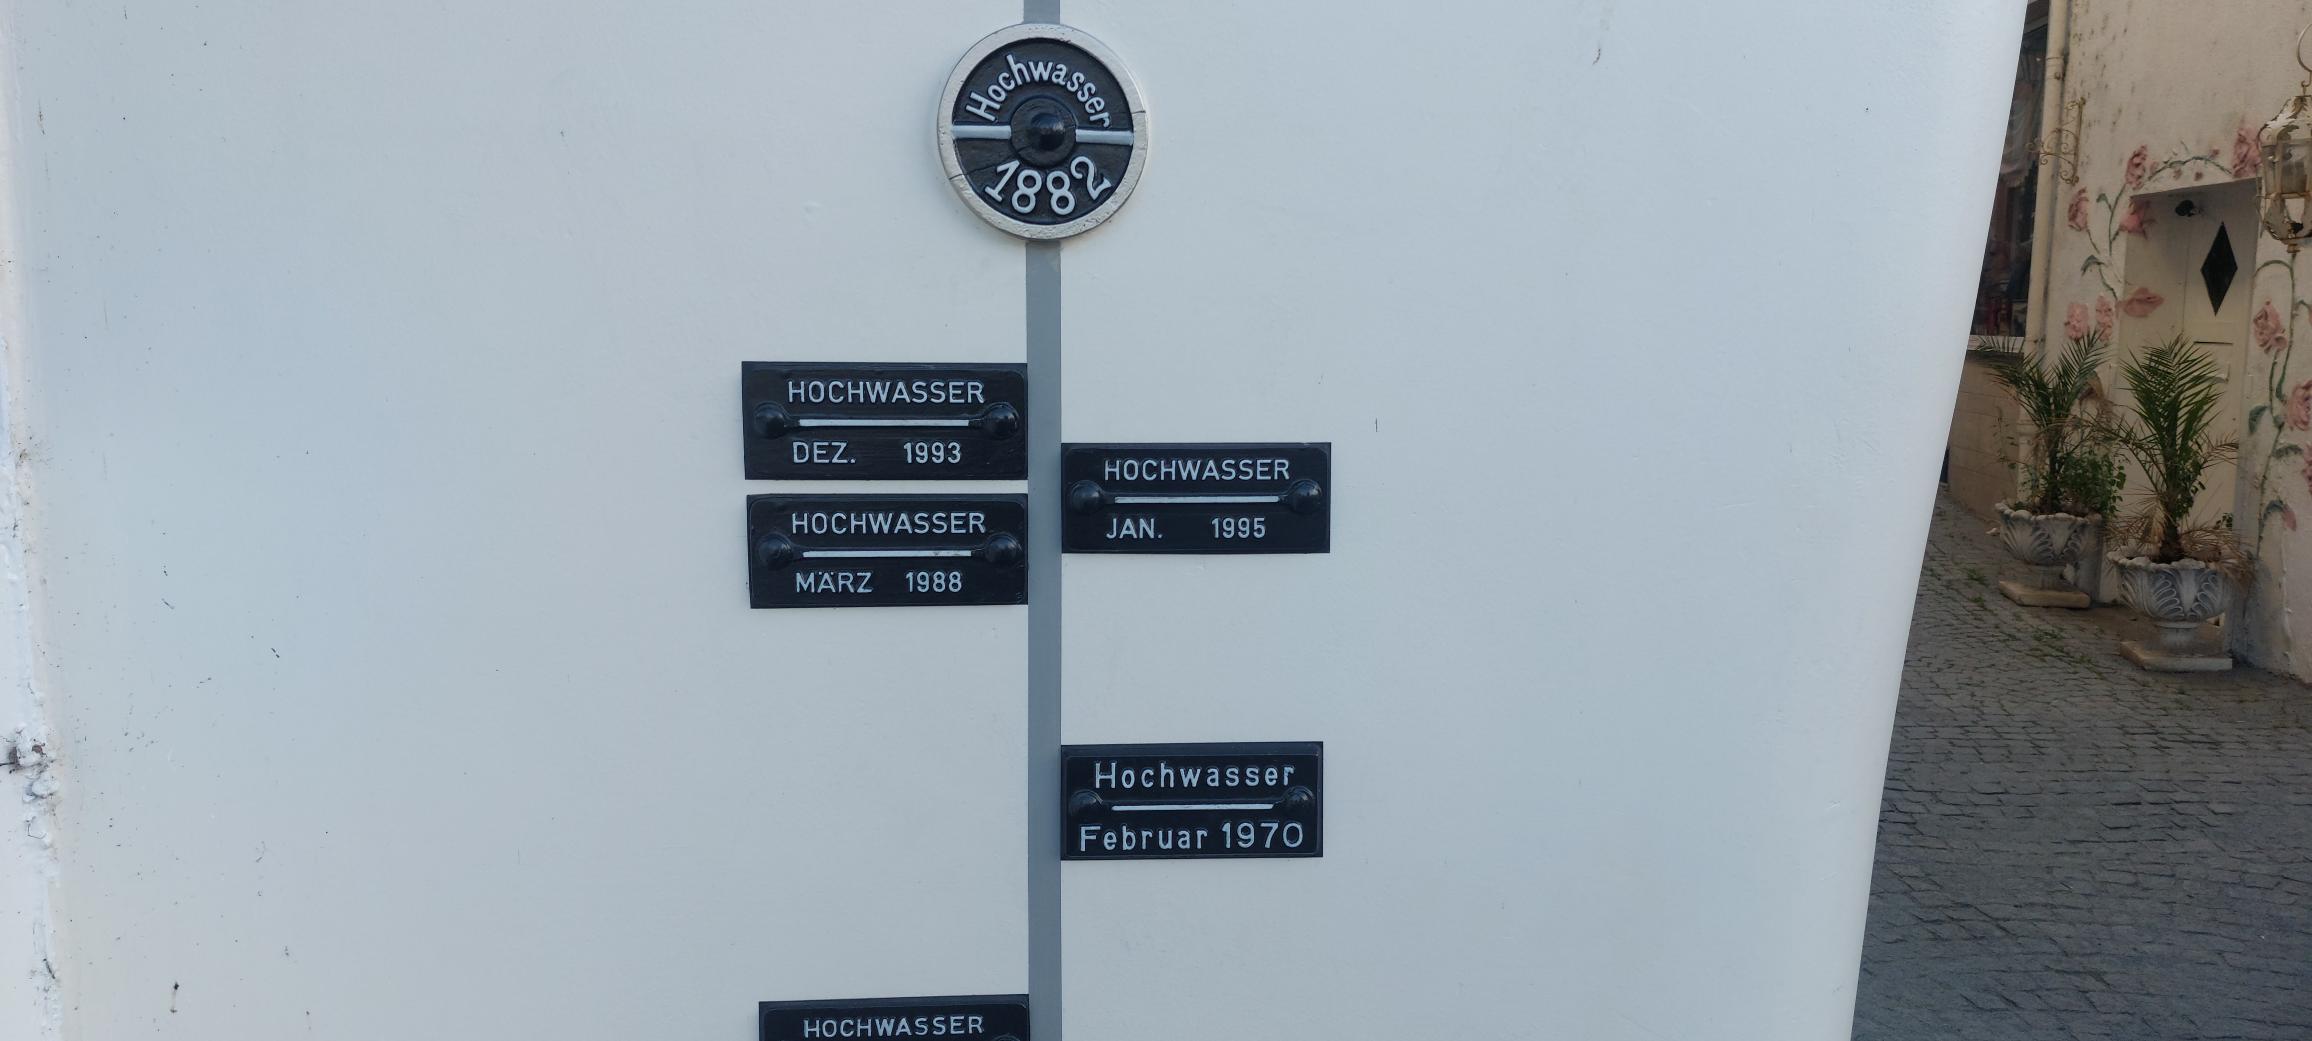 Hochwasser
1882
HOCHWASSER
DEZ. 1993
HOCHWASSER
JAN. 1995
HOCHWASSER
MÄRZ 1988
Hochwasser
Februar 1970
HOCHWASSER